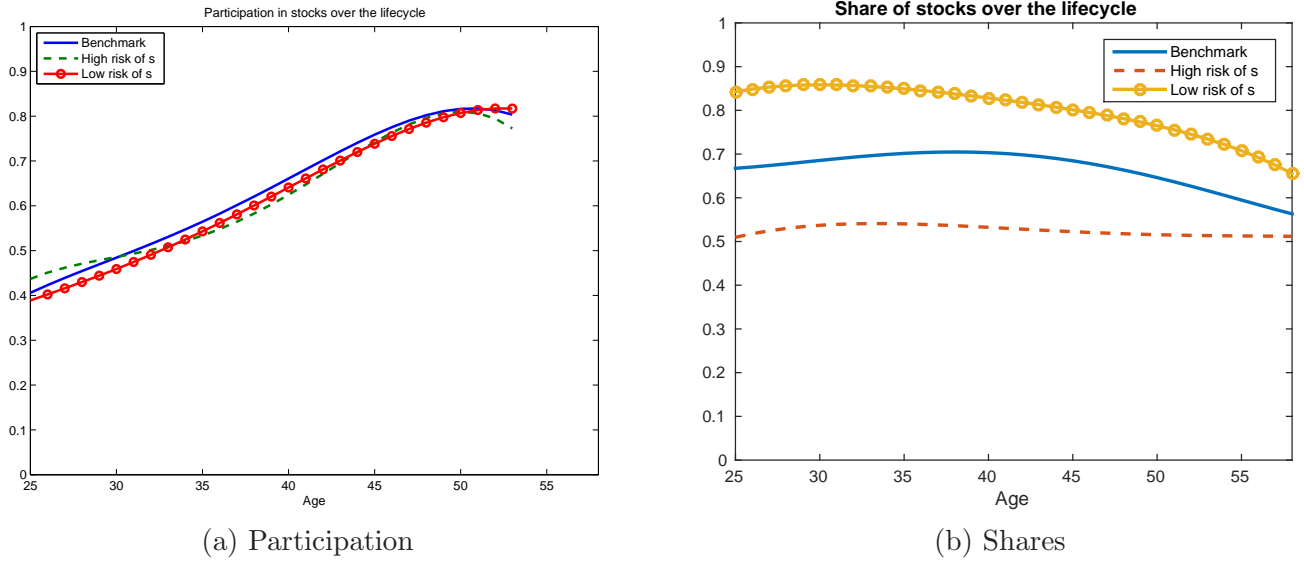 Participation in stocks over the lifecycle
1
0.9
0.8
0.7
0.6
0.5
0.4
0.3
0.2
0.1
0
25 30 35 40 45 50 55
Age
Benchmark
High risk of s
Low risk of s
(a) Participation
Share of stocks over the lifecycle
1
0.9
0.8
0.7
0.6
0.5
0.4
0.3
0.2
0.1
0
25 30 35 40 45 50 55
Age
Benchmark
High risk of s
Low risk of s
(b) Shares